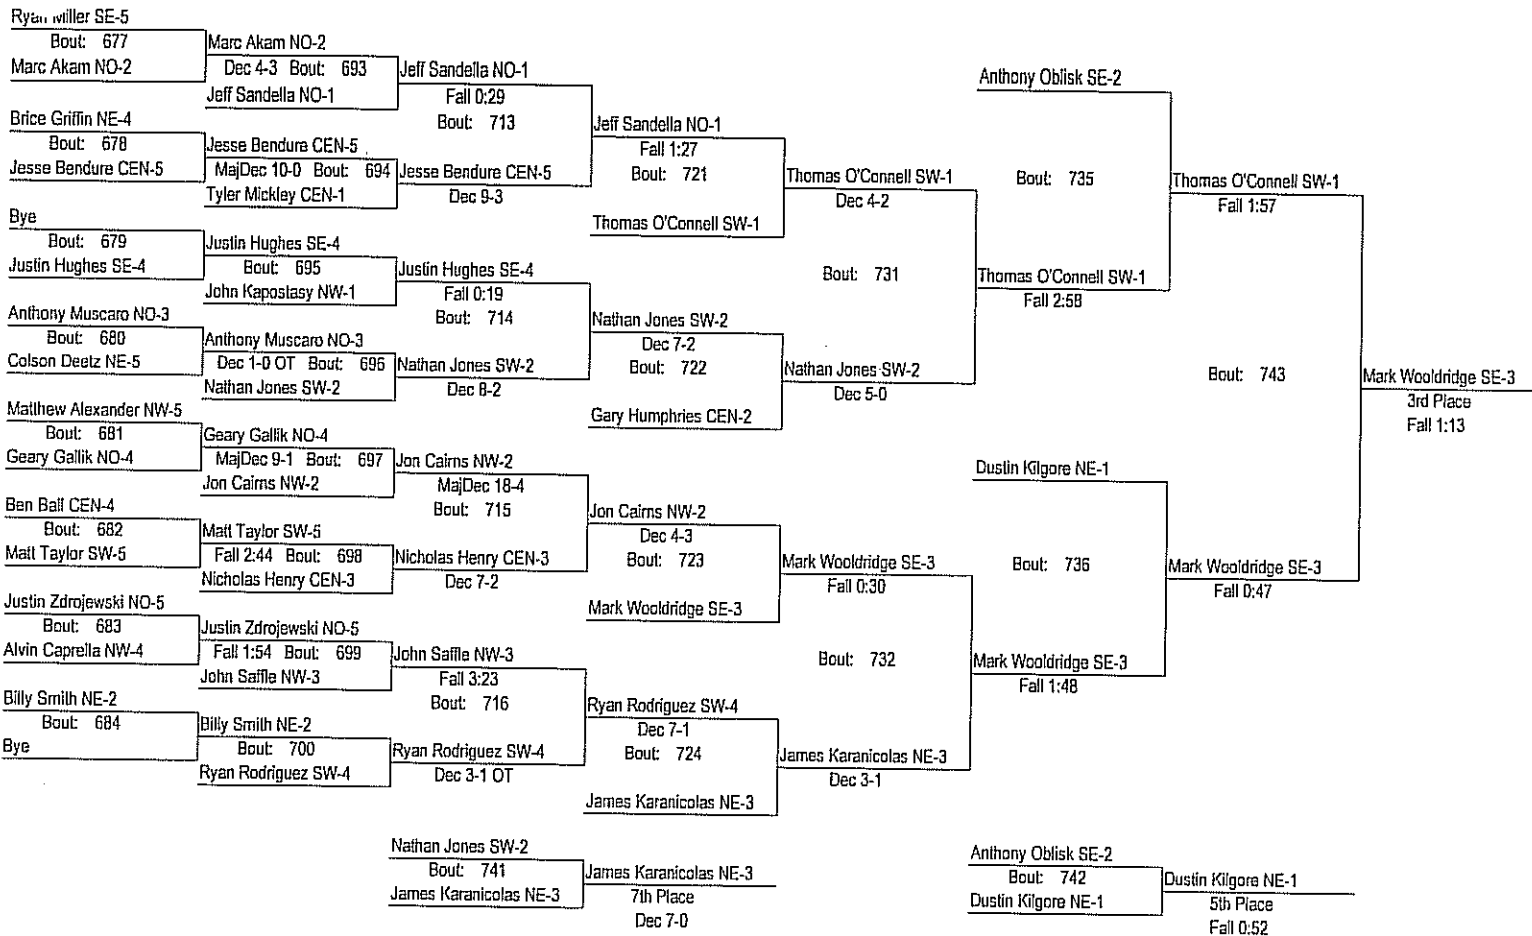 Ryan Miller SE-5
Bout: 677
Marc Akam NO-2
Brice Griffin NE-4
Bout: 678
Jesse Bendure CEN-5
Bye
Bout: 679
Justin Hughes SE-4
Anthony Muscaro NO-3
Bout: 680
Colson Deetz NE-5
Matthew Alexander NW-5
Bout: 681
Geary Gallik NO-4
Ben Ball CEN-4
Bout: 682
Matt Taylor SW-5
Justin Zdrojewski NO-5
Bout: 683
Alvin Caprella NW-4
Billy Smith NE-2
Bout: 684
Bye
Marc Akam NO-2
Dec 4-3 Bout: 693
Jeff Sandella NO-1
Jesse Bendure CEN-5
MajDec 10-0 Bout: 694
Tyler Mickley CEN-1
Justin Hughes SE-4
Bout: 695
John Kapostasy NW-1
Anthony Muscaro NO-3
Dec 1-0 OT Bout: 696
Nathan Jones SW-2
Geary Gallik NO-4
MajDec 9-1 Bout: 697
Jon Cairns NW-2
Matt Taylor SW-5
Fall 2:44 Bout: 698
Nicholas Henry CEN-3
Justin Zdrojewski NO-5
Fall 1:54 Bout: 699
John Saffle NW-3
Billy Smith NE-2
Bout: 700
Ryan Rodriguez SW-4
Jeff Sandella NO-1
Fall 0:29
Bout: 713
Jesse Bendure CEN-5
Dec 9-3
Justin Hughes SE-4
Fall 0:19
Bout: 714
Nathan Jones SW-2
Dec 8-2
Jon Cairns NW-2
MajDec 18-4
Bout: 715
Nicholas Henry CEN-3
Dec 7-2
John Saffle NW-3
Fall 3:23
Bout: 716
Ryan Rodriguez SW-4
Dec 3-1 OT
Jeff Sandella NO-1
Fall 1:27
Bout: 721
Thomas O'Connell SW-1
Nathan Jones SW-2
Dec 7-2
Bout: 722
Gary Humphries CEN-2
Jon Cairns NW-2
Dec 4-3
Bout: 723
Mark Wooldridge SE-3
Ryan Rodriguez SW-4
Dec 7-1
Bout: 724
James Karanicolas NE-3
Thomas O'Connell SW-1
Dec 4-2
Bout: 731
Nathan Jones SW-2
Dec 5-0
Mark Wooldridge SE-3
Fall 0:30
Bout: 732
James Karanicolas NE-3
Dec 3-1
Anthony Oblisk SE-2
Bout: 735
Thomas O'Connell SW-1
Fall 2:58
Dustin Kilgore NE-1
Bout: 736
Mark Wooldridge SE-3
Fall 1:48
Thomas O'Connell SW-1
Fall 1:57
Bout: 743
Mark Wooldridge SE-3
Fall 0:47
Mark Wooldridge SE-3
3rd Place
Fall 1:13
Nathan Jones SW-2
Bout: 741
James Karanicolas NE-3
James Karanicolas NE-3
7th Place
Dec 7-0
Anthony Oblisk SE-2
Bout: 742
Dustin Kilgore NE-1
Dustin Kilgore NE-1
5th Place
Fall 0:52